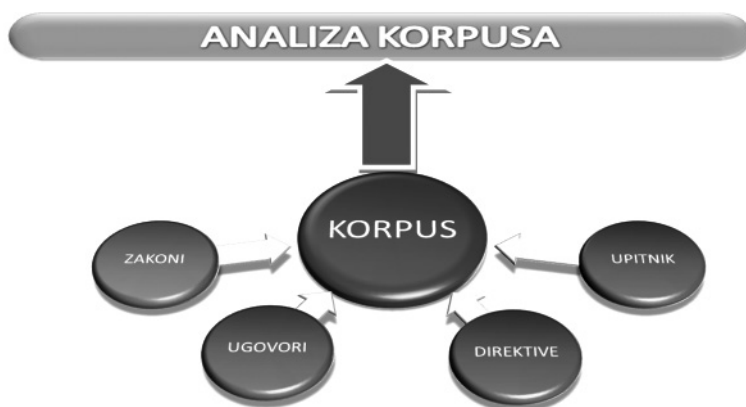 ANALIZA KORPUSA
KORPUS
ZAKONI
UPITNIK
UGOVORI
DIREKTIVE